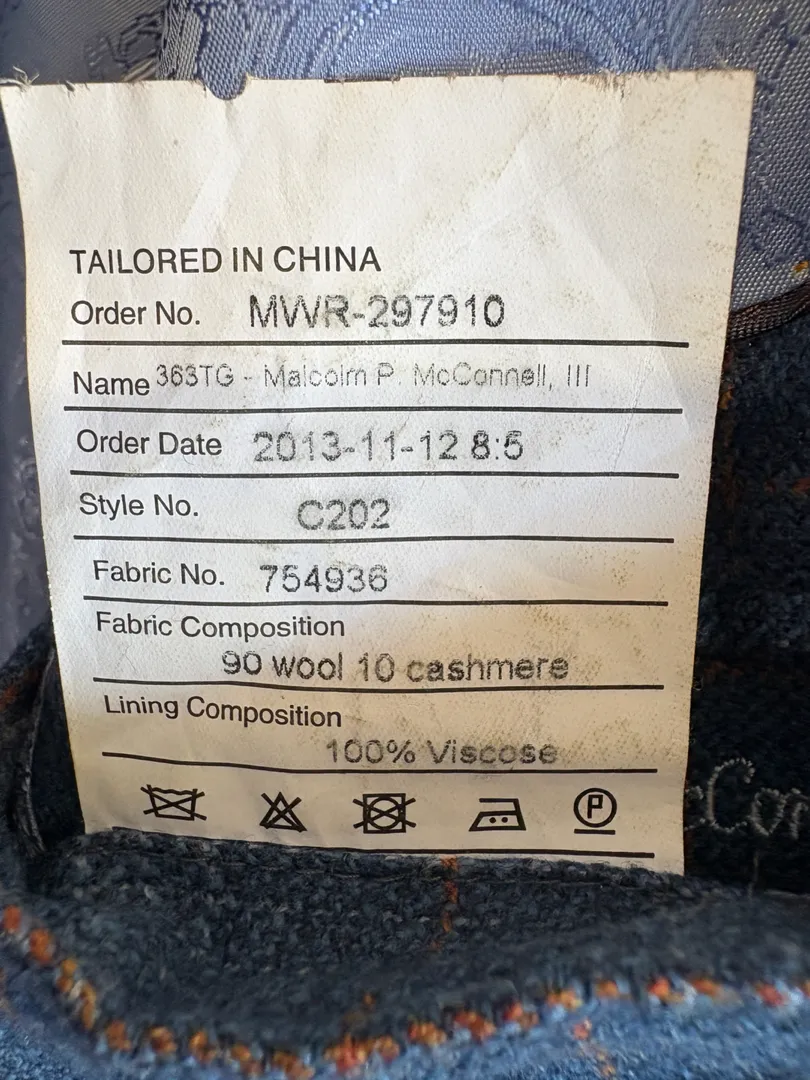 TAILORED IN CHINA
Order No. MWR-297910
Name 363TG - Malcolm P. McConnell, III
Order Date 2013-11-12 8:5
Style No. C202
Fabric No. 754936
Fabric Composition
90 wool 10 cashmere
Lining Composition
100% Viscose
P